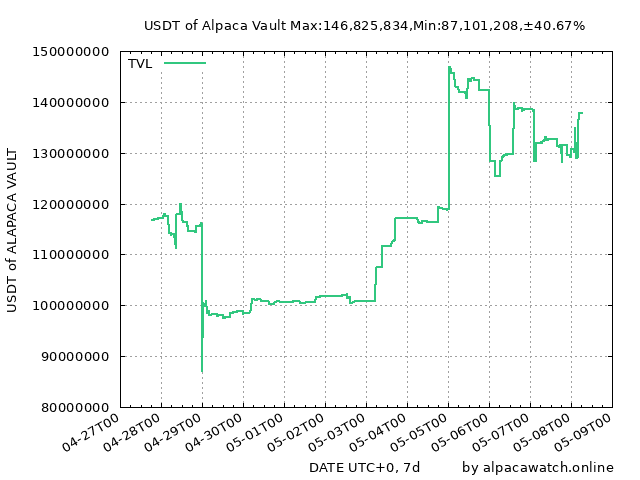 USDT of Alpaca Vault Max:146,825,834,Min:87,101,208,±40.67%
TVL
USDT of ALAPACA VAULT
150000000
140000000
130000000
120000000
110000000
100000000
90000000
80000000
04-27T00
04-28T00
04-29T00
04-30T00
05-01T00
05-02T00
05-03T00
05-04T00
05-05T00
05-06T00
05-07T00
05-08T00
05-09T00
DATE UTC+0, 7d
by alpacawatch.online